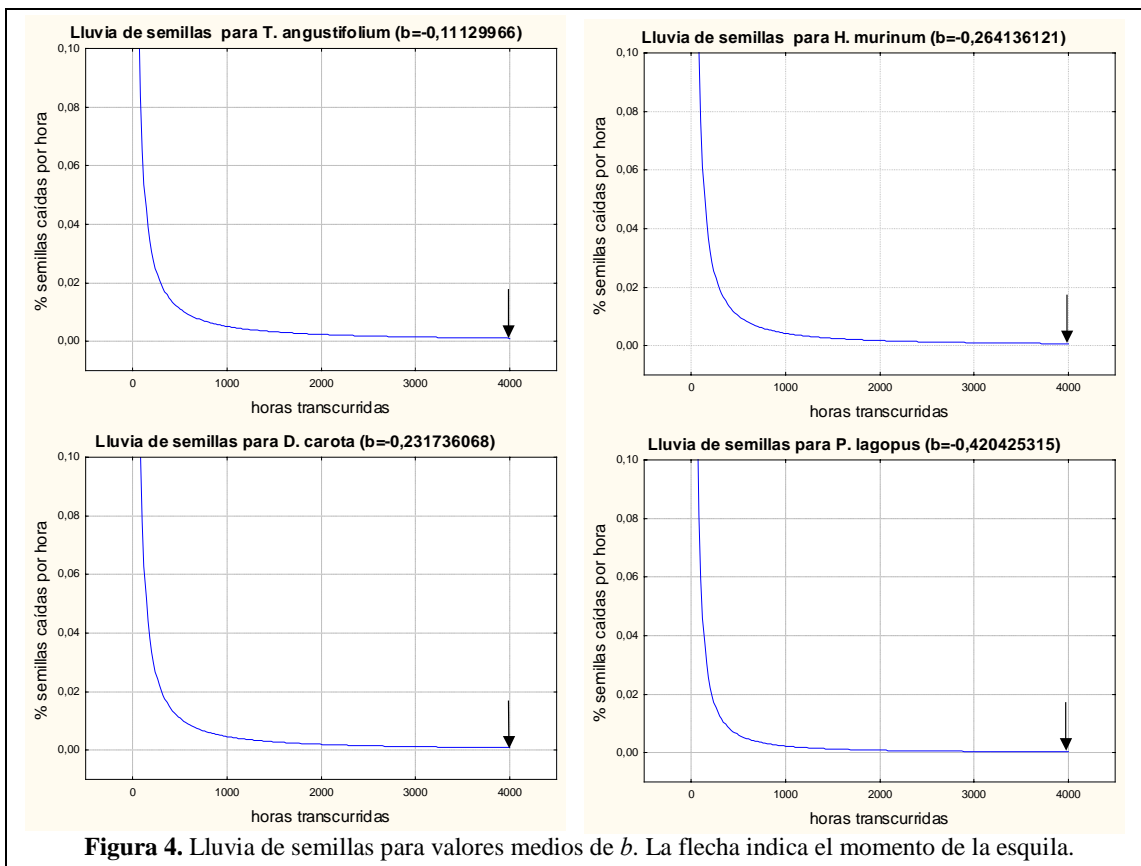 Lluvia de semillas para T. angustifolium (b=-0,11129966)
0,10
0,08
0,06
0,04
0,02
0,00
% semillas caídas por hora
0 1000 2000 3000 4000
horas transcurridas
Lluvia de semillas para H. murinum (b=-0,264136121)
0,10
0,08
0,06
0,04
0,02
0,00
% semillas caídas por hora
0 1000 2000 3000 4000
horas transcurridas
Lluvia de semillas para D. carota (b=-0,231736068)
0,10
0,08
0,06
0,04
0,02
0,00
% semillas caídas por hora
0 1000 2000 3000 4000
horas transcurridas
Lluvia de semillas para P. lagopus (b=-0,420425315)
0,10
0,08
0,06
0,04
0,02
0,00
% semillas caídas por hora
0 1000 2000 3000 4000
horas transcurridas
Figura 4. Lluvia de semillas para valores medios de b. La flecha indica el momento de la esquila.